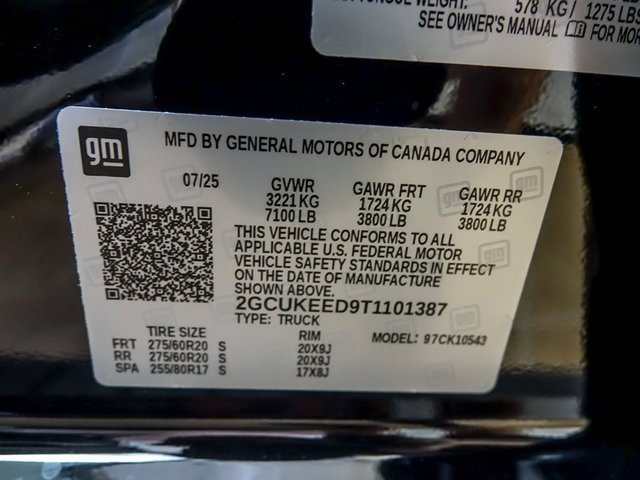 578 KG / 1275 LBS
SEE OWNER'S MANUAL FOR MOR
gm
MFD BY GENERAL MOTORS OF CANADA COMPANY
07/25 GVWR GAWR FRT GAWR RR
3221 KG 1724 KG 1724 KG
7100 LB 3800 LB 3800 LB
THIS VEHICLE CONFORMS TO ALL
APPLICABLE U.S. FEDERAL MOTOR
VEHICLE SAFETY STANDARDS IN EFFECT
ON THE DATE OF MANUFACTURE
SHOWN ABOVE.
2GCUKEED9T1101387
TYPE: TRUCK
TIRE SIZE RIM MODEL: 97CK10543
FRT 275/60R20 S 20X9J
RR 275/60R20 S 20X9J
SPA 255/80R17 S 17X8J